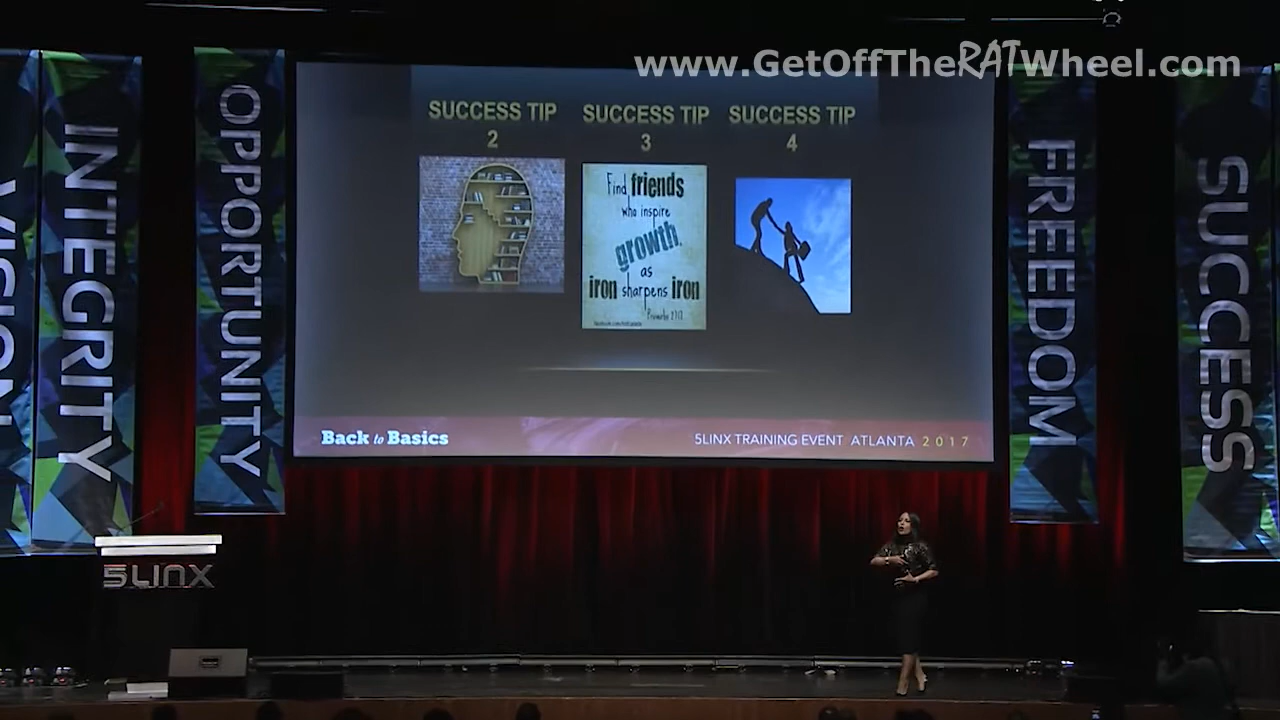 www.GetOffTheRATWheel.com
VISION
INTEGRITY
OPPORTUNITY
SUCCESS TIP
2
SUCCESS TIP
3
SUCCESS TIP
4
Find friends
who inspire
growth.
as
iron sharpens iron
Back to Basics
5LINX TRAINING EVENT ATLANTA 2017
FREEDOM
SUCCESS
5LINX